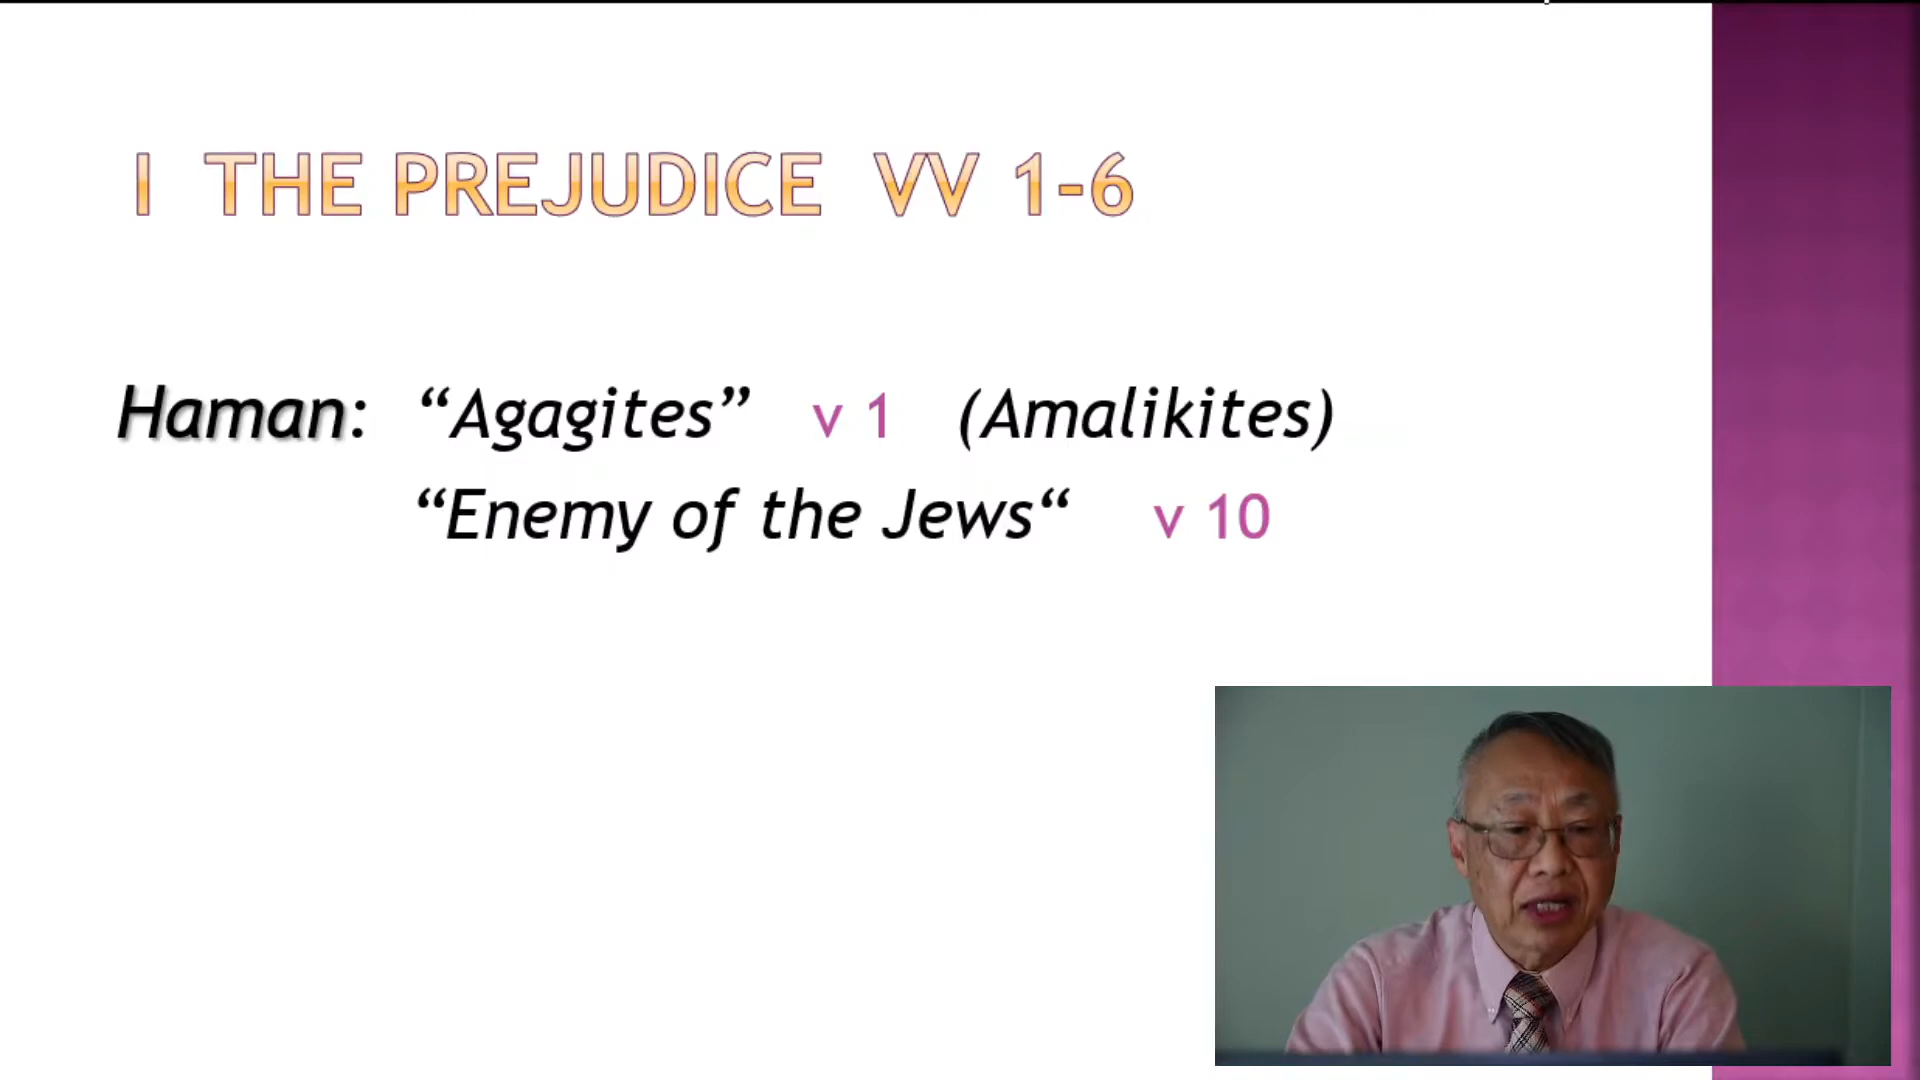 I THE PREJUDICE VV 1-6
Haman: “Agagites” v 1 (Amalikites)
“Enemy of the Jews“ v 10